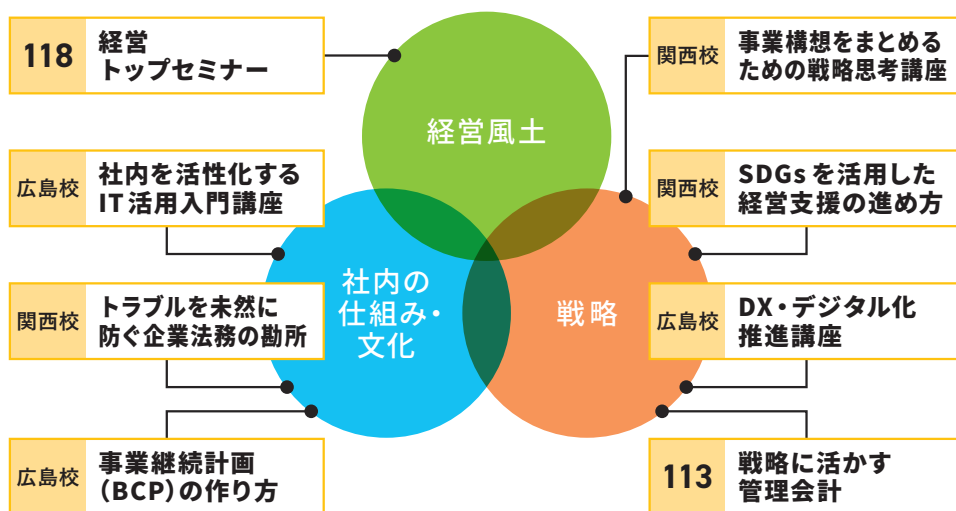 118
経営
トップセミナー
広島校
社内を活性化する
IT活用入門講座
関西校
トラブルを未然に
防ぐ企業法務の勘所
広島校
事業継続計画
（BCP）の作り方
経営風土
社内の
仕組み・
文化
戦略
関西校
事業構想をまとめる
ための戦略思考講座
関西校
SDGsを活用した
経営支援の進め方
広島校
DX・デジタル化
推進講座
113
戦略に活かす
管理会計